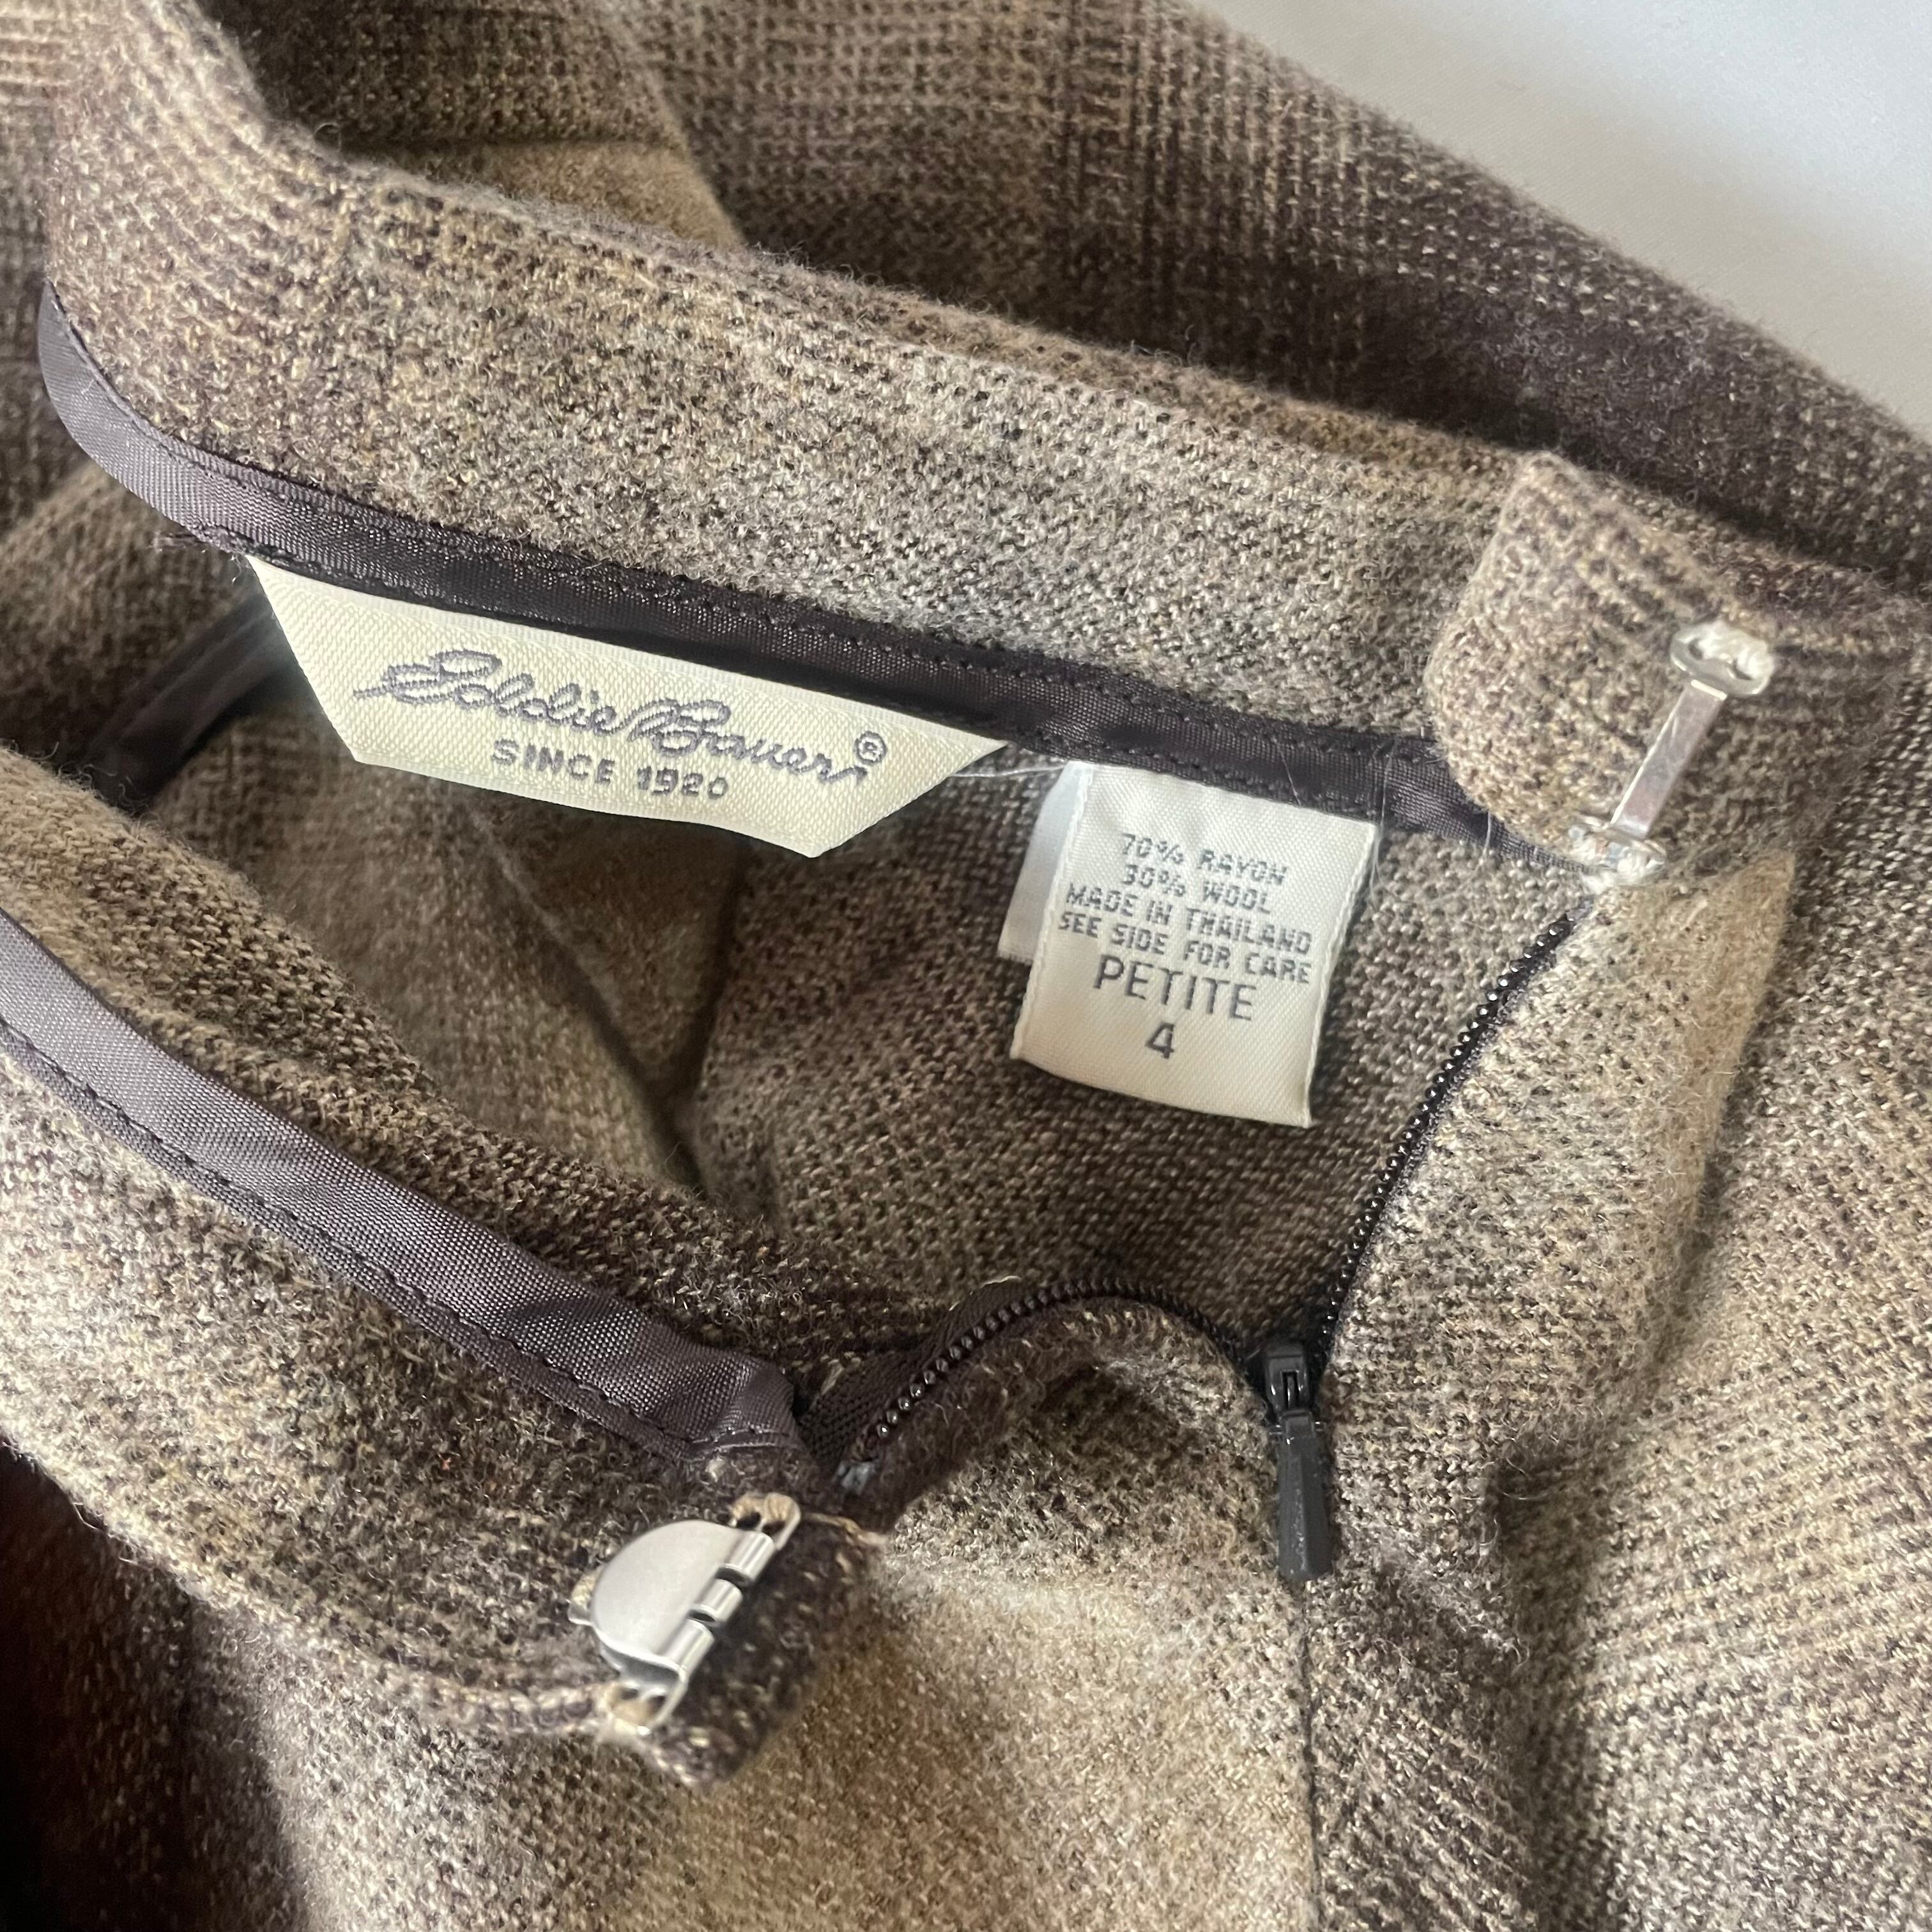 Eddie Bauer®
SINCE 1920
70% RAYON
30% WOOL
MADE IN THAILAND
SEE SIDE FOR CARE
PETITE
4